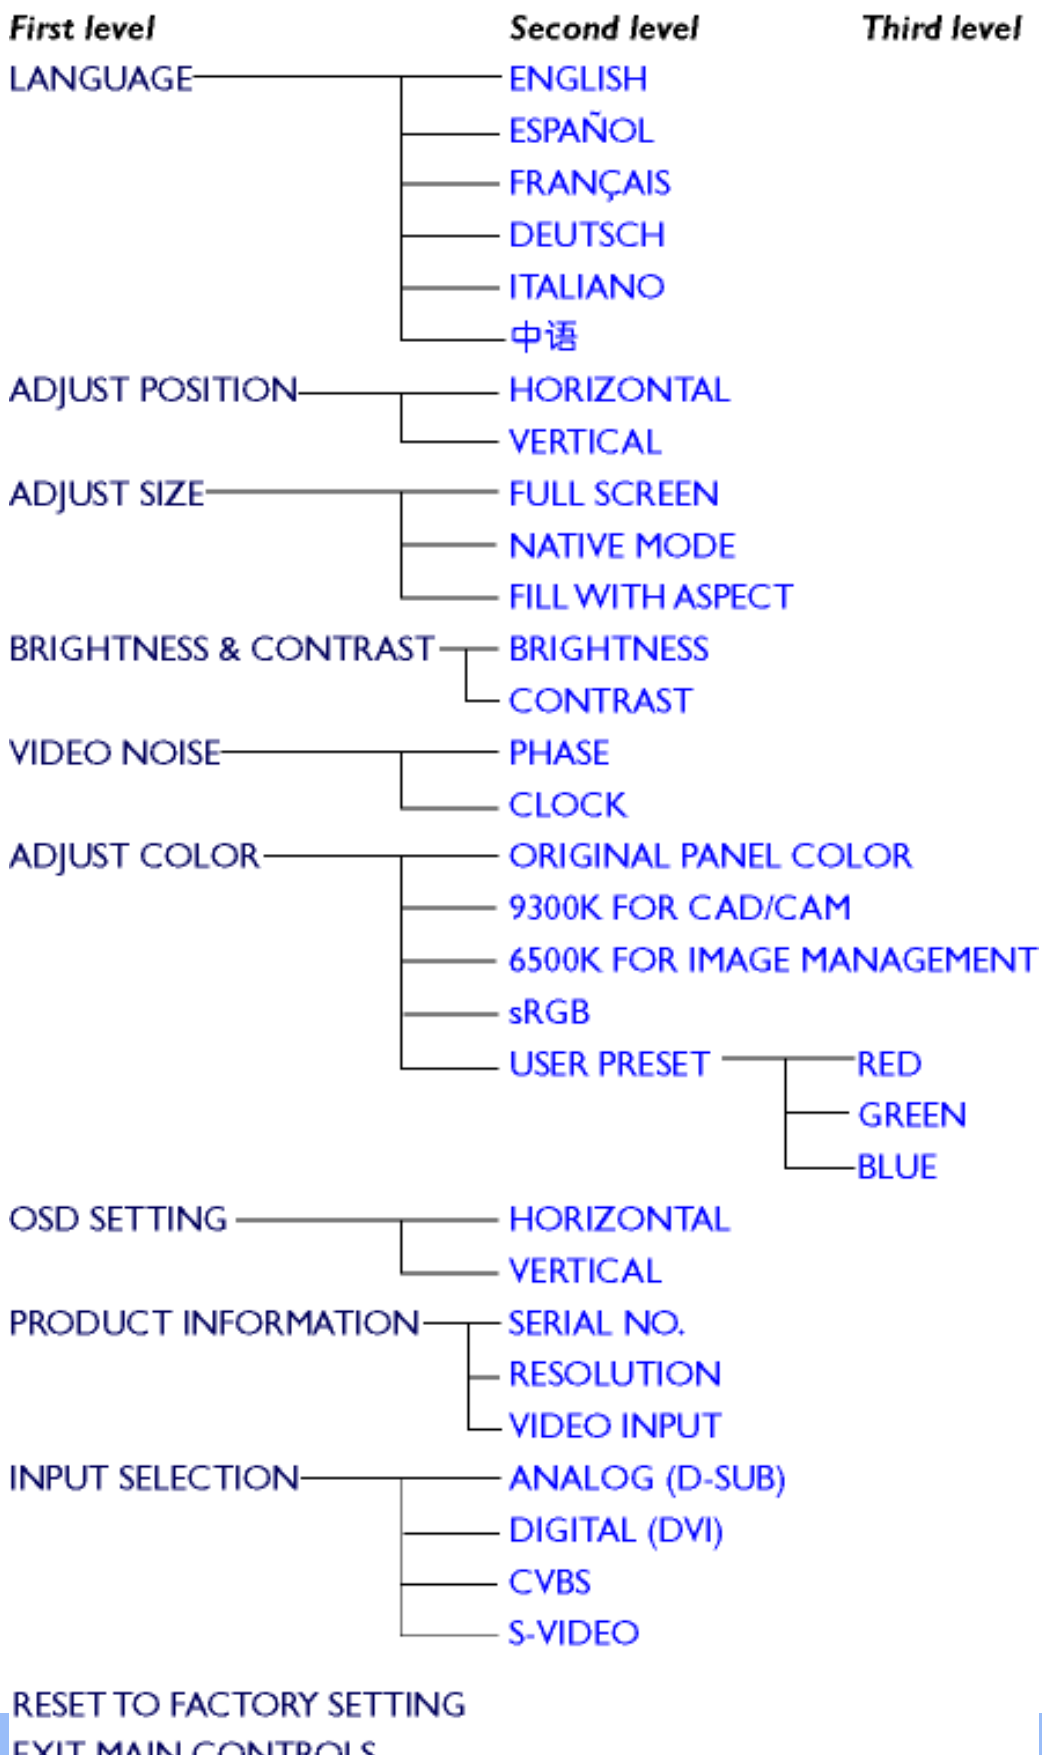 First level Second level Third level
LANGUAGE ENGLISH
ESPAÑOL
FRANÇAIS
DEUTSCH
ITALIANO
中语
ADJUST POSITION HORIZONTAL
VERTICAL
ADJUST SIZE FULL SCREEN
NATIVE MODE
FILL WITH ASPECT
BRIGHTNESS & CONTRAST BRIGHTNESS
CONTRAST
VIDEO NOISE PHASE
CLOCK
ADJUST COLOR ORIGINAL PANEL COLOR
9300K FOR CAD/CAM
6500K FOR IMAGE MANAGEMENT
sRGB
USER PRESET RED
GREEN
BLUE
OSD SETTING HORIZONTAL
VERTICAL
PRODUCT INFORMATION SERIAL NO.
RESOLUTION
VIDEO INPUT
INPUT SELECTION ANALOG (D-SUB)
DIGITAL (DVI)
CVBS
S-VIDEO
RESET TO FACTORY SETTING
EXIT MAIN CONTROLS